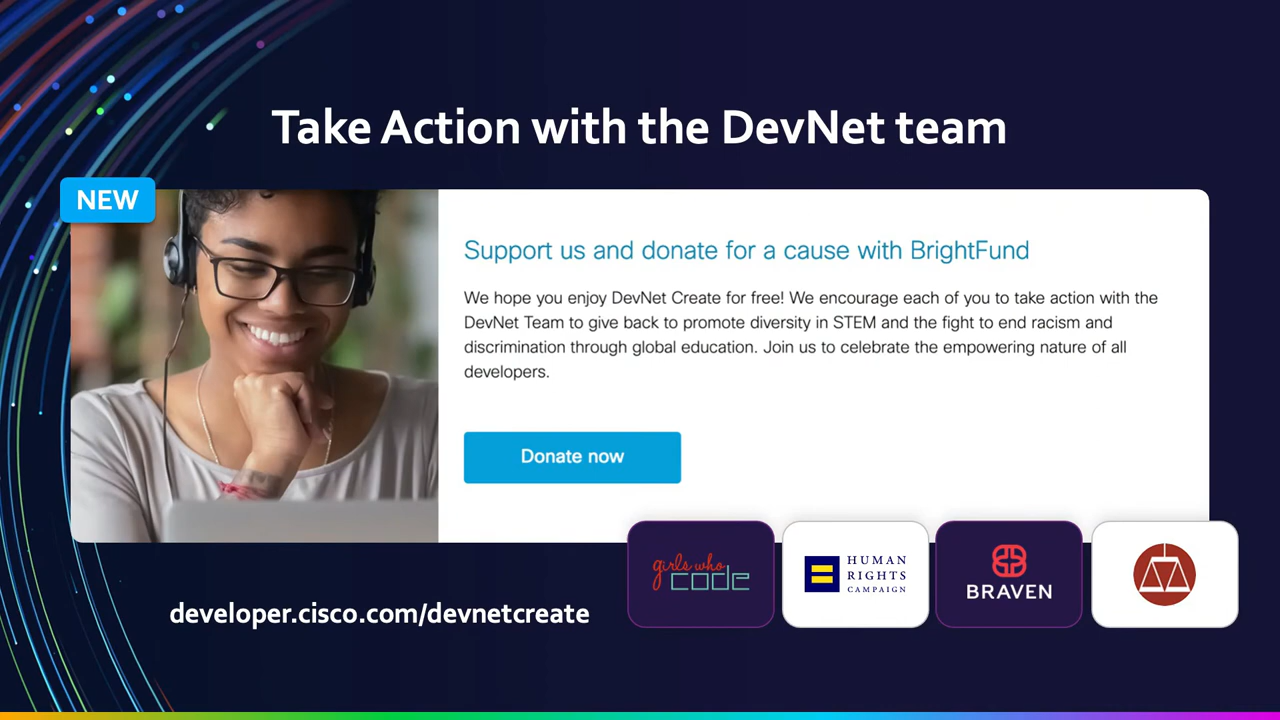 Take Action with the DevNet team
NEW
Support us and donate for a cause with BrightFund
We hope you enjoy DevNet Create for free! We encourage each of you to take action with the
DevNet Team to give back to promote diversity in STEM and the fight to end racism and
discrimination through global education. Join us to celebrate the empowering nature of all
developers.
Donate now
girls who
code
HUMAN
RIGHTS
CAMPAIGN
BRAVEN
developer.cisco.com/devnetcreate